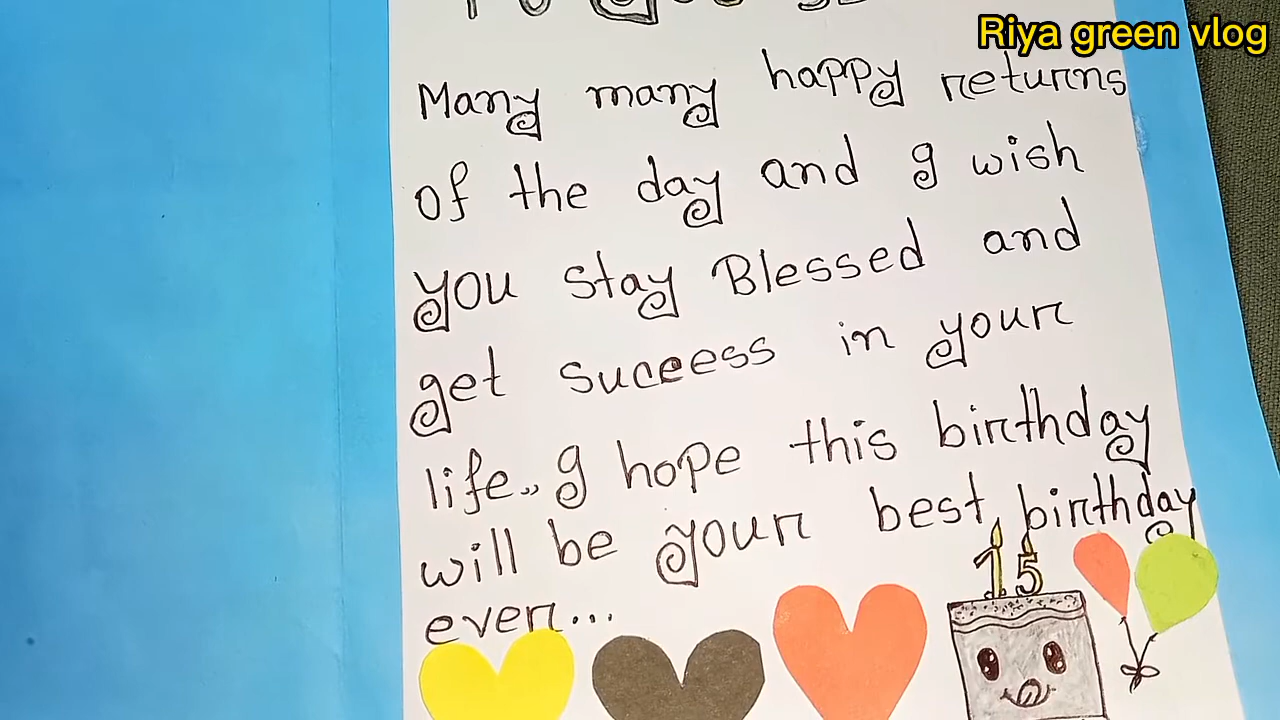 Riya green vlog
Many many happy returns
of the day and I wish
you stay Blessed and
get success in your
life,, I hope this birthday
will be your best birthday
ever...
15